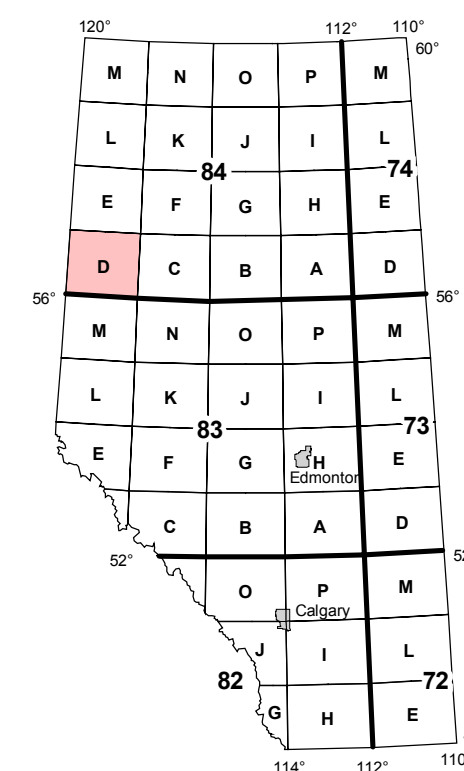 120° 112° 110°
60°
M N O P M
L K J I L
84 74
E F G H E
D C B A D
56° 56°
M N O P M
L K J I L
83 73
E F G H E
Edmonton
C B A D
52° 52
O P M
Calgary
J I L
82 72
G H E
114° 112° 110